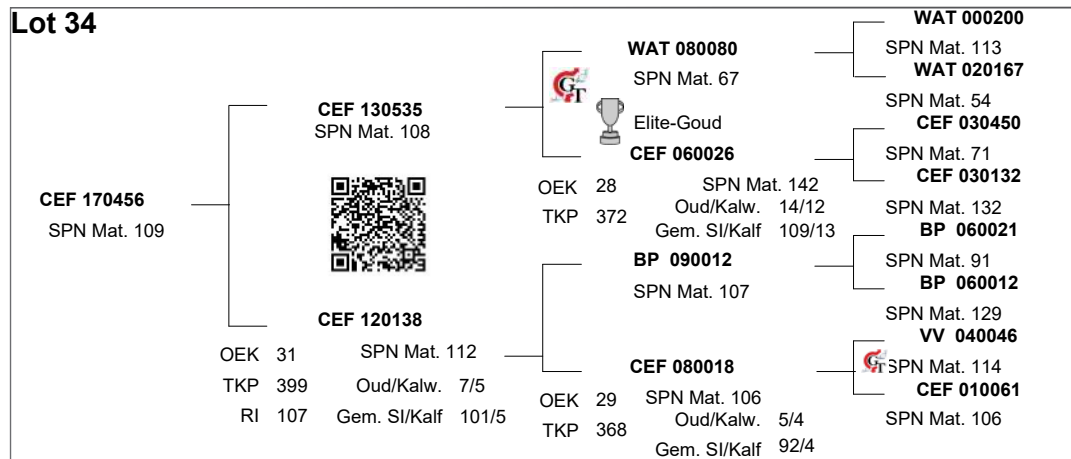 Lot 34
CEF 170456
SPN Mat. 109
CEF 130535
SPN Mat. 108
CEF 120138
OEK 31 SPN Mat. 112
TKP 399 Oud/Kalw. 7/5
RI 107 Gem. SI/Kalf 101/5
GT
WAT 080080
SPN Mat. 67
Elite-Goud
CEF 060026
OEK 28 SPN Mat. 142
TKP 372 Oud/Kalw. 14/12
Gem. SI/Kalf 109/13
BP 090012
SPN Mat. 107
CEF 080018
OEK 29 SPN Mat. 106
TKP 368 Oud/Kalw. 5/4
Gem. SI/Kalf 92/4
WAT 000200
SPN Mat. 113
WAT 020167
SPN Mat. 54
CEF 030450
SPN Mat. 71
CEF 030132
SPN Mat. 132
BP 060021
SPN Mat. 91
BP 060012
SPN Mat. 129
VV 040046
GT SPN Mat. 114
CEF 010061
SPN Mat. 106